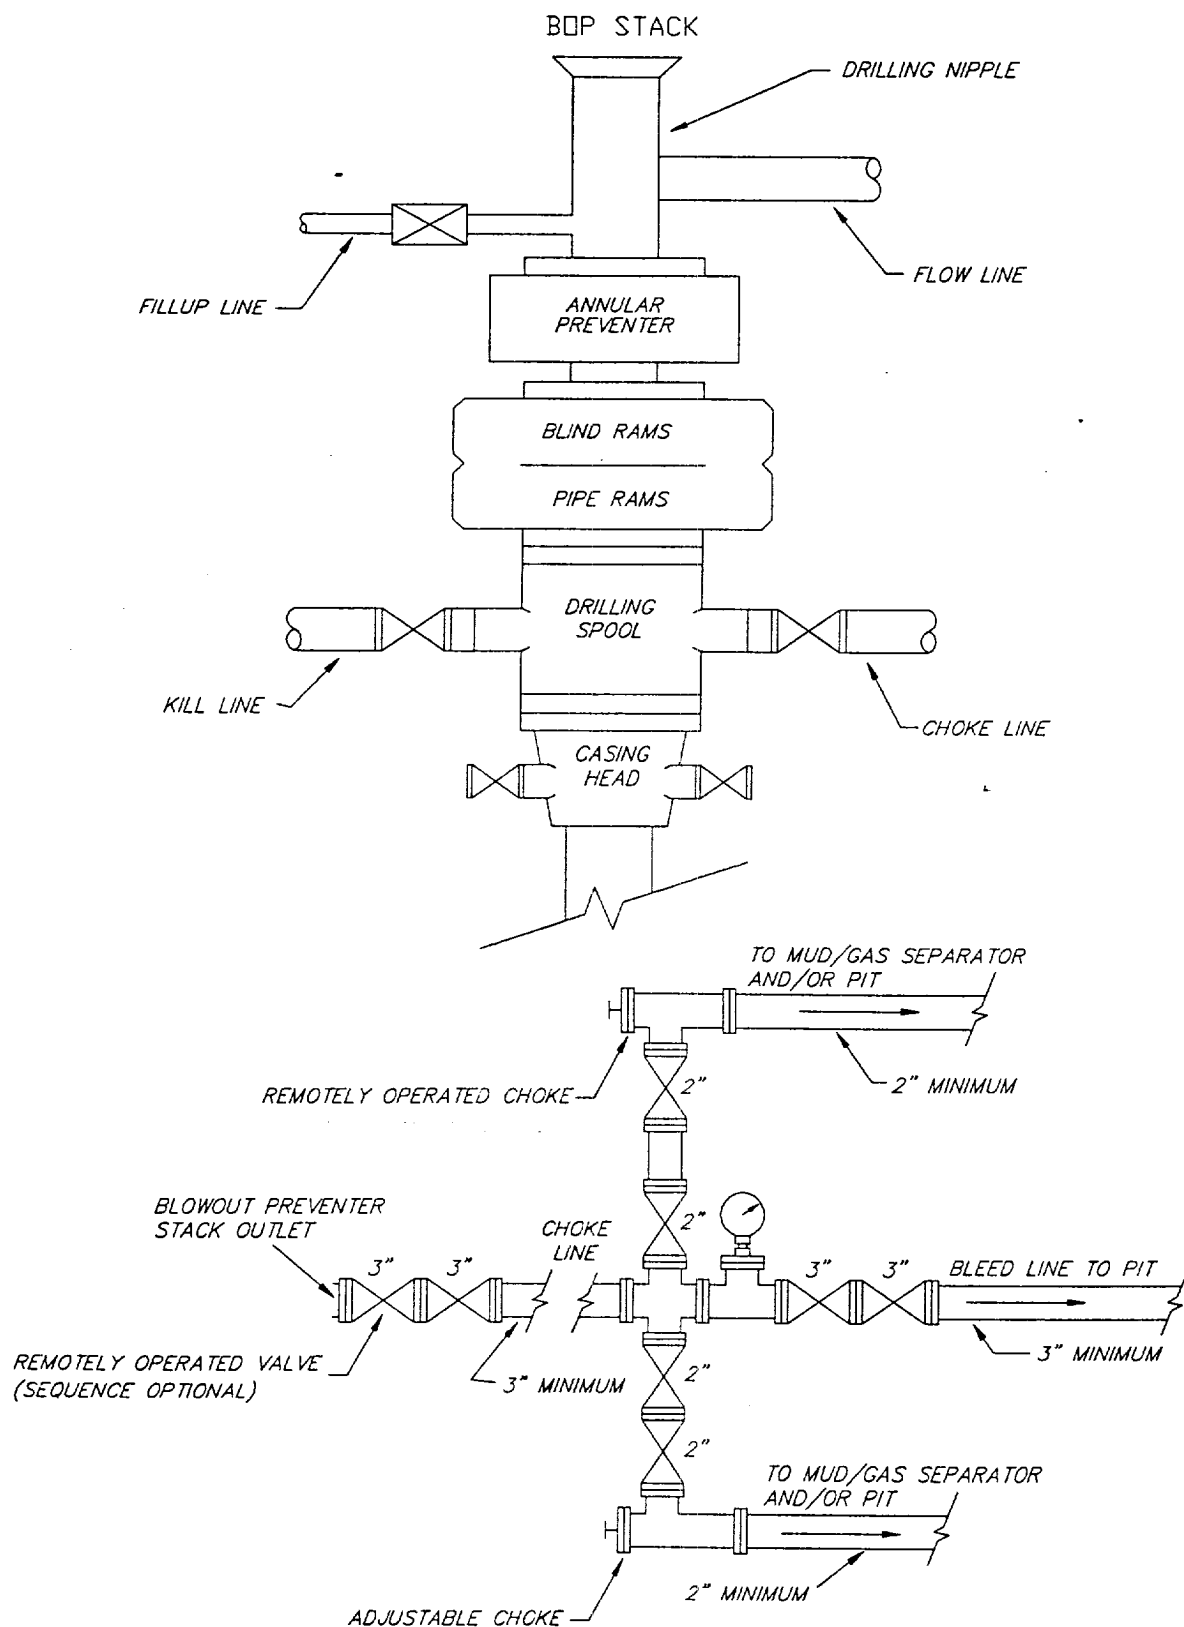 BOP STACK
DRILLING NIPPLE
FLOW LINE
FILLUP LINE
ANNULAR
PREVENTER
BLIND RAMS
PIPE RAMS
DRILLING
SPOOL
KILL LINE
CHOKE LINE
CASING
HEAD
TO MUD/GAS SEPARATOR
AND/OR PIT
2" MINIMUM
REMOTELY OPERATED CHOKE
2"
2"
BLOWOUT PREVENTER
STACK OUTLET
CHOKE
LINE
3"
3"
3"
3"
BLEED LINE TO PIT
3" MINIMUM
REMOTELY OPERATED VALVE
(SEQUENCE OPTIONAL)
3" MINIMUM
2"
2"
TO MUD/GAS SEPARATOR
AND/OR PIT
2" MINIMUM
ADJUSTABLE CHOKE